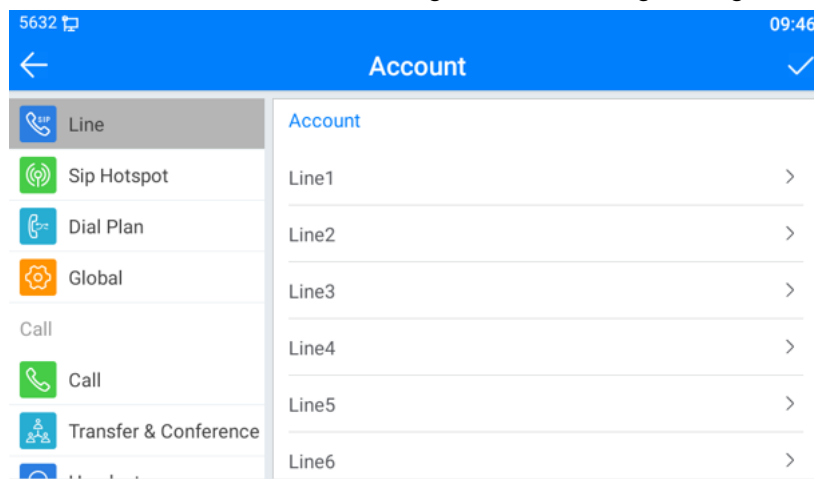 5632
09:46
Account
Line
Sip Hotspot
Dial Plan
Global
Call
Call
Transfer & Conference
Account
Line1
Line2
Line3
Line4
Line5
Line6